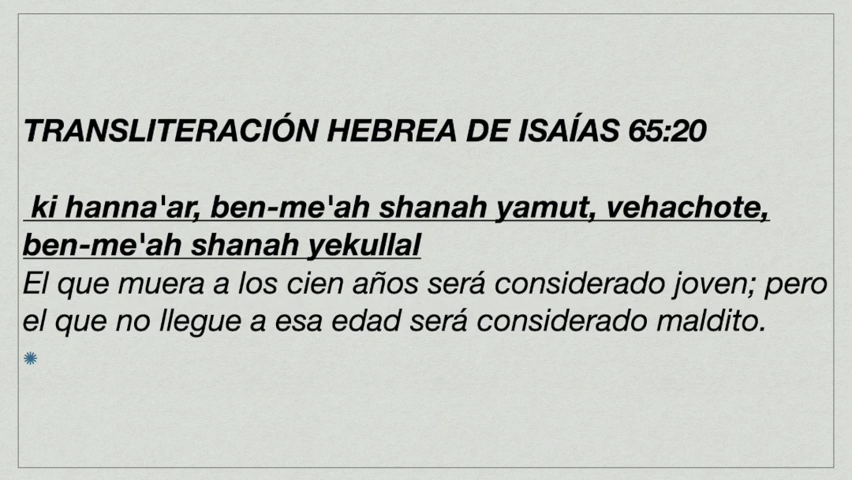 TRANSLITERACIÓN HEBREA DE ISAÍAS 65:20
ki hanna'ar, ben-me'ah shanah yamut, vehachote,
ben-me'ah shanah yekullal
El que muera a los cien años será considerado joven; pero
el que no llegue a esa edad será considerado maldito.